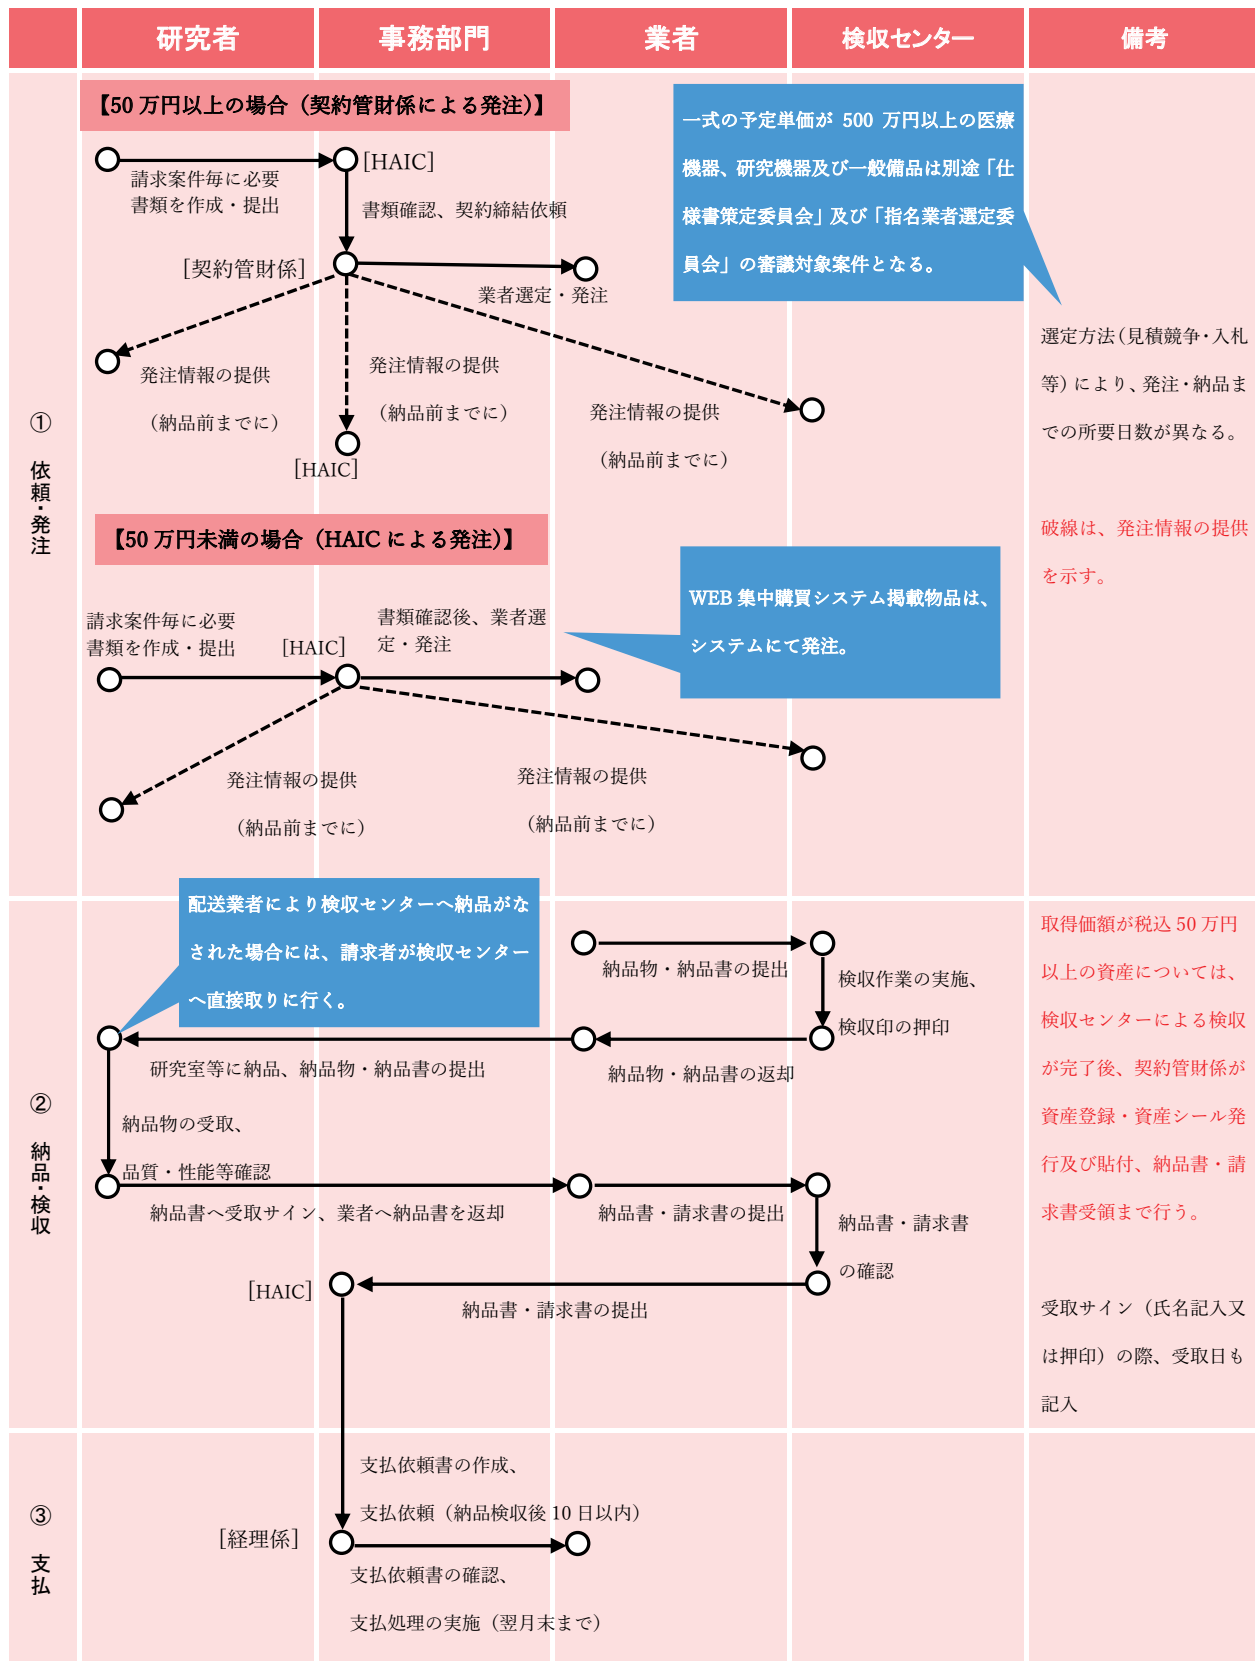 研究者
事務部門
業者
検収センター
備考
①
依頼・発注
【50 万円以上の場合（契約管財係による発注）】
一式の予定単価が 500 万円以上の医療
機器、研究機器及び一般備品は別途「仕
様書策定委員会」及び「指名業者選定委
員会」の審議対象案件となる。
[HAIC]
請求案件毎に必要
書類を作成・提出
書類確認、契約締結依頼
[契約管財係]
業者選定・発注
発注情報の提供
（納品前までに）
発注情報の提供
（納品前までに）
発注情報の提供
（納品前までに）
[HAIC]
選定方法（見積競争・入札
等）により、発注・納品ま
での所要日数が異なる。
破線は、発注情報の提供
を示す。
【50 万円未満の場合（HAIC による発注）】
WEB 集中購買システム掲載物品は、
システムにて発注。
請求案件毎に必要
書類を作成・提出
[HAIC]
書類確認後、業者選
定・発注
発注情報の提供
（納品前までに）
発注情報の提供
（納品前までに）
②
納品・検収
配送業者により検収センターへ納品がな
された場合には、請求者が検収センター
へ直接取りに行く。
納品物・納品書の提出
検収作業の実施、
検収印の押印
研究室等に納品、納品物・納品書の提出
納品物・納品書の返却
納品物の受取、
品質・性能等確認
納品書へ受取サイン、業者へ納品書を返却
納品書・請求書の提出
納品書・請求書
の確認
[HAIC]
納品書・請求書の提出
取得価額が税込 50 万円
以上の資産については、
検収センターによる検収
が完了後、契約管財係が
資産登録・資産シール発
行及び貼付、納品書・請
求書受領まで行う。
受取サイン（氏名記入又
は押印）の際、受取日も
記入
③
支払
支払依頼書の作成、
支払依頼（納品検収後 10 日以内）
[経理係]
支払依頼書の確認、
支払処理の実施（翌月末まで）